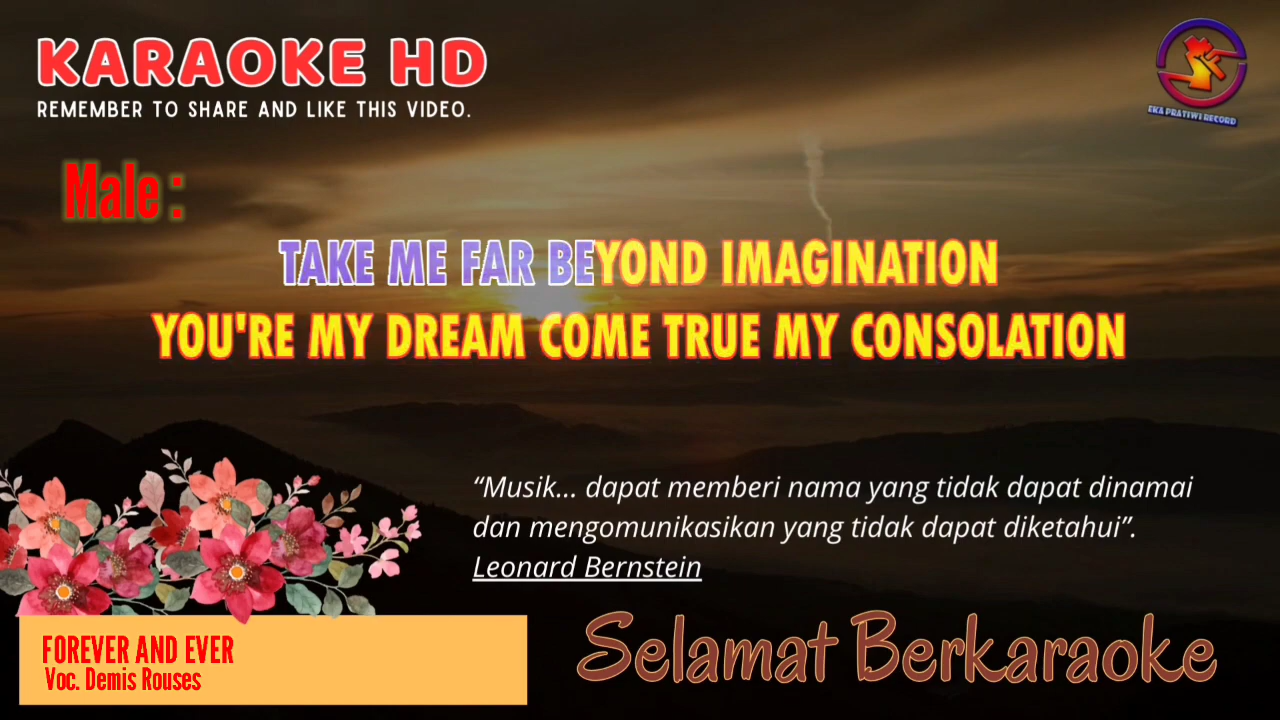 KARAOKE HD
REMEMBER TO SHARE AND LIKE THIS VIDEO.
EKA PRATIWI RECORD
Male :
TAKE ME FAR BEYOND IMAGINATION
YOU'RE MY DREAM COME TRUE MY CONSOLATION
“Musik... dapat memberi nama yang tidak dapat dinamai
dan mengomunikasikan yang tidak dapat diketahui”.
Leonard Bernstein
FOREVER AND EVER
Voc. Demis Rouses
Selamat Berkaraoke